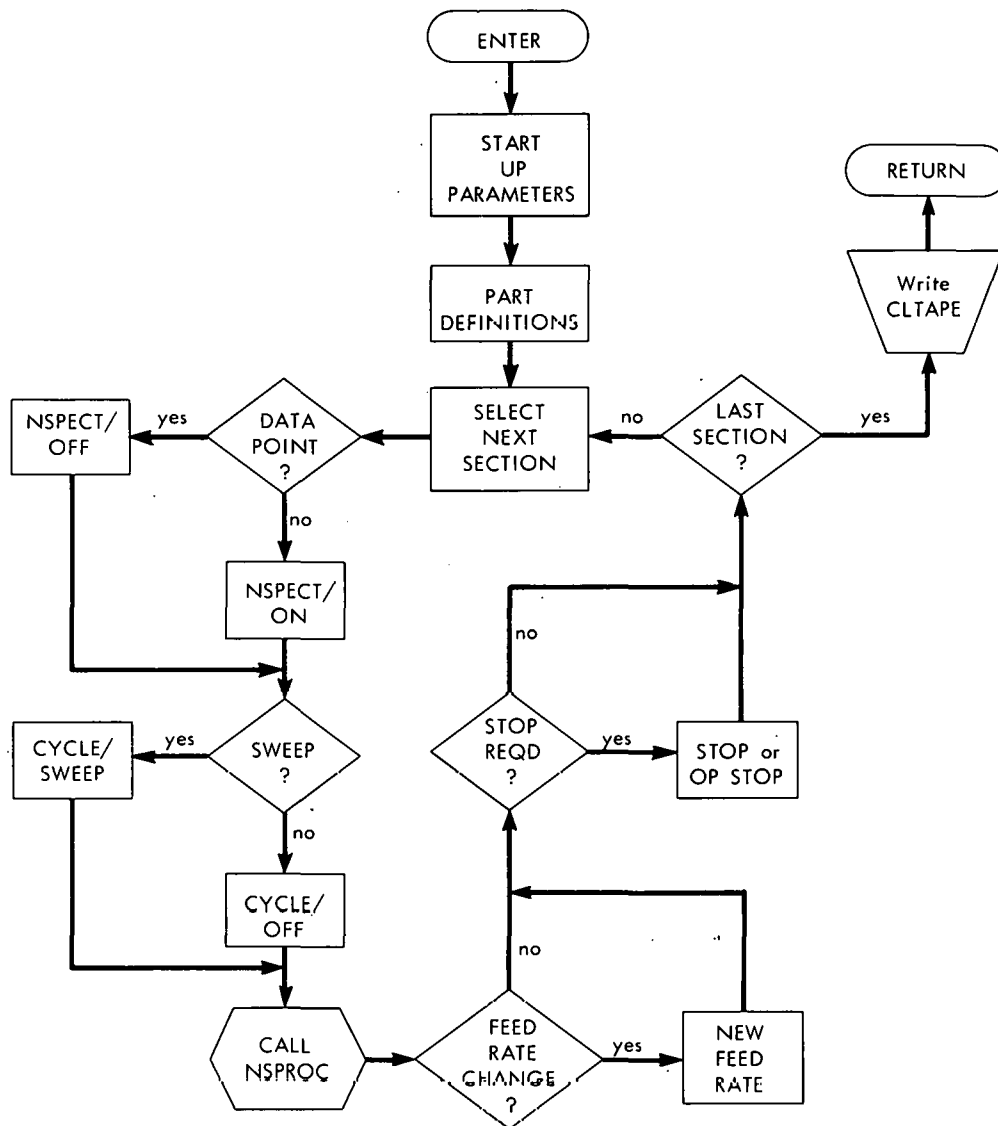 ENTER
START
UP
PARAMETERS
PART
DEFINITIONS
SELECT
NEXT
SECTION
DATA
POINT
?
yes
NSPECT/
OFF
no
NSPECT/
ON
SWEEP
?
yes
CYCLE/
SWEEP
no
CYCLE/
OFF
CALL
NSPROC
FEED
RATE
CHANGE
?
yes
NEW
FEED
RATE
no
STOP
REQD
?
yes
STOP or
OP STOP
no
LAST
SECTION
?
no
yes
Write
CLTAPE
RETURN